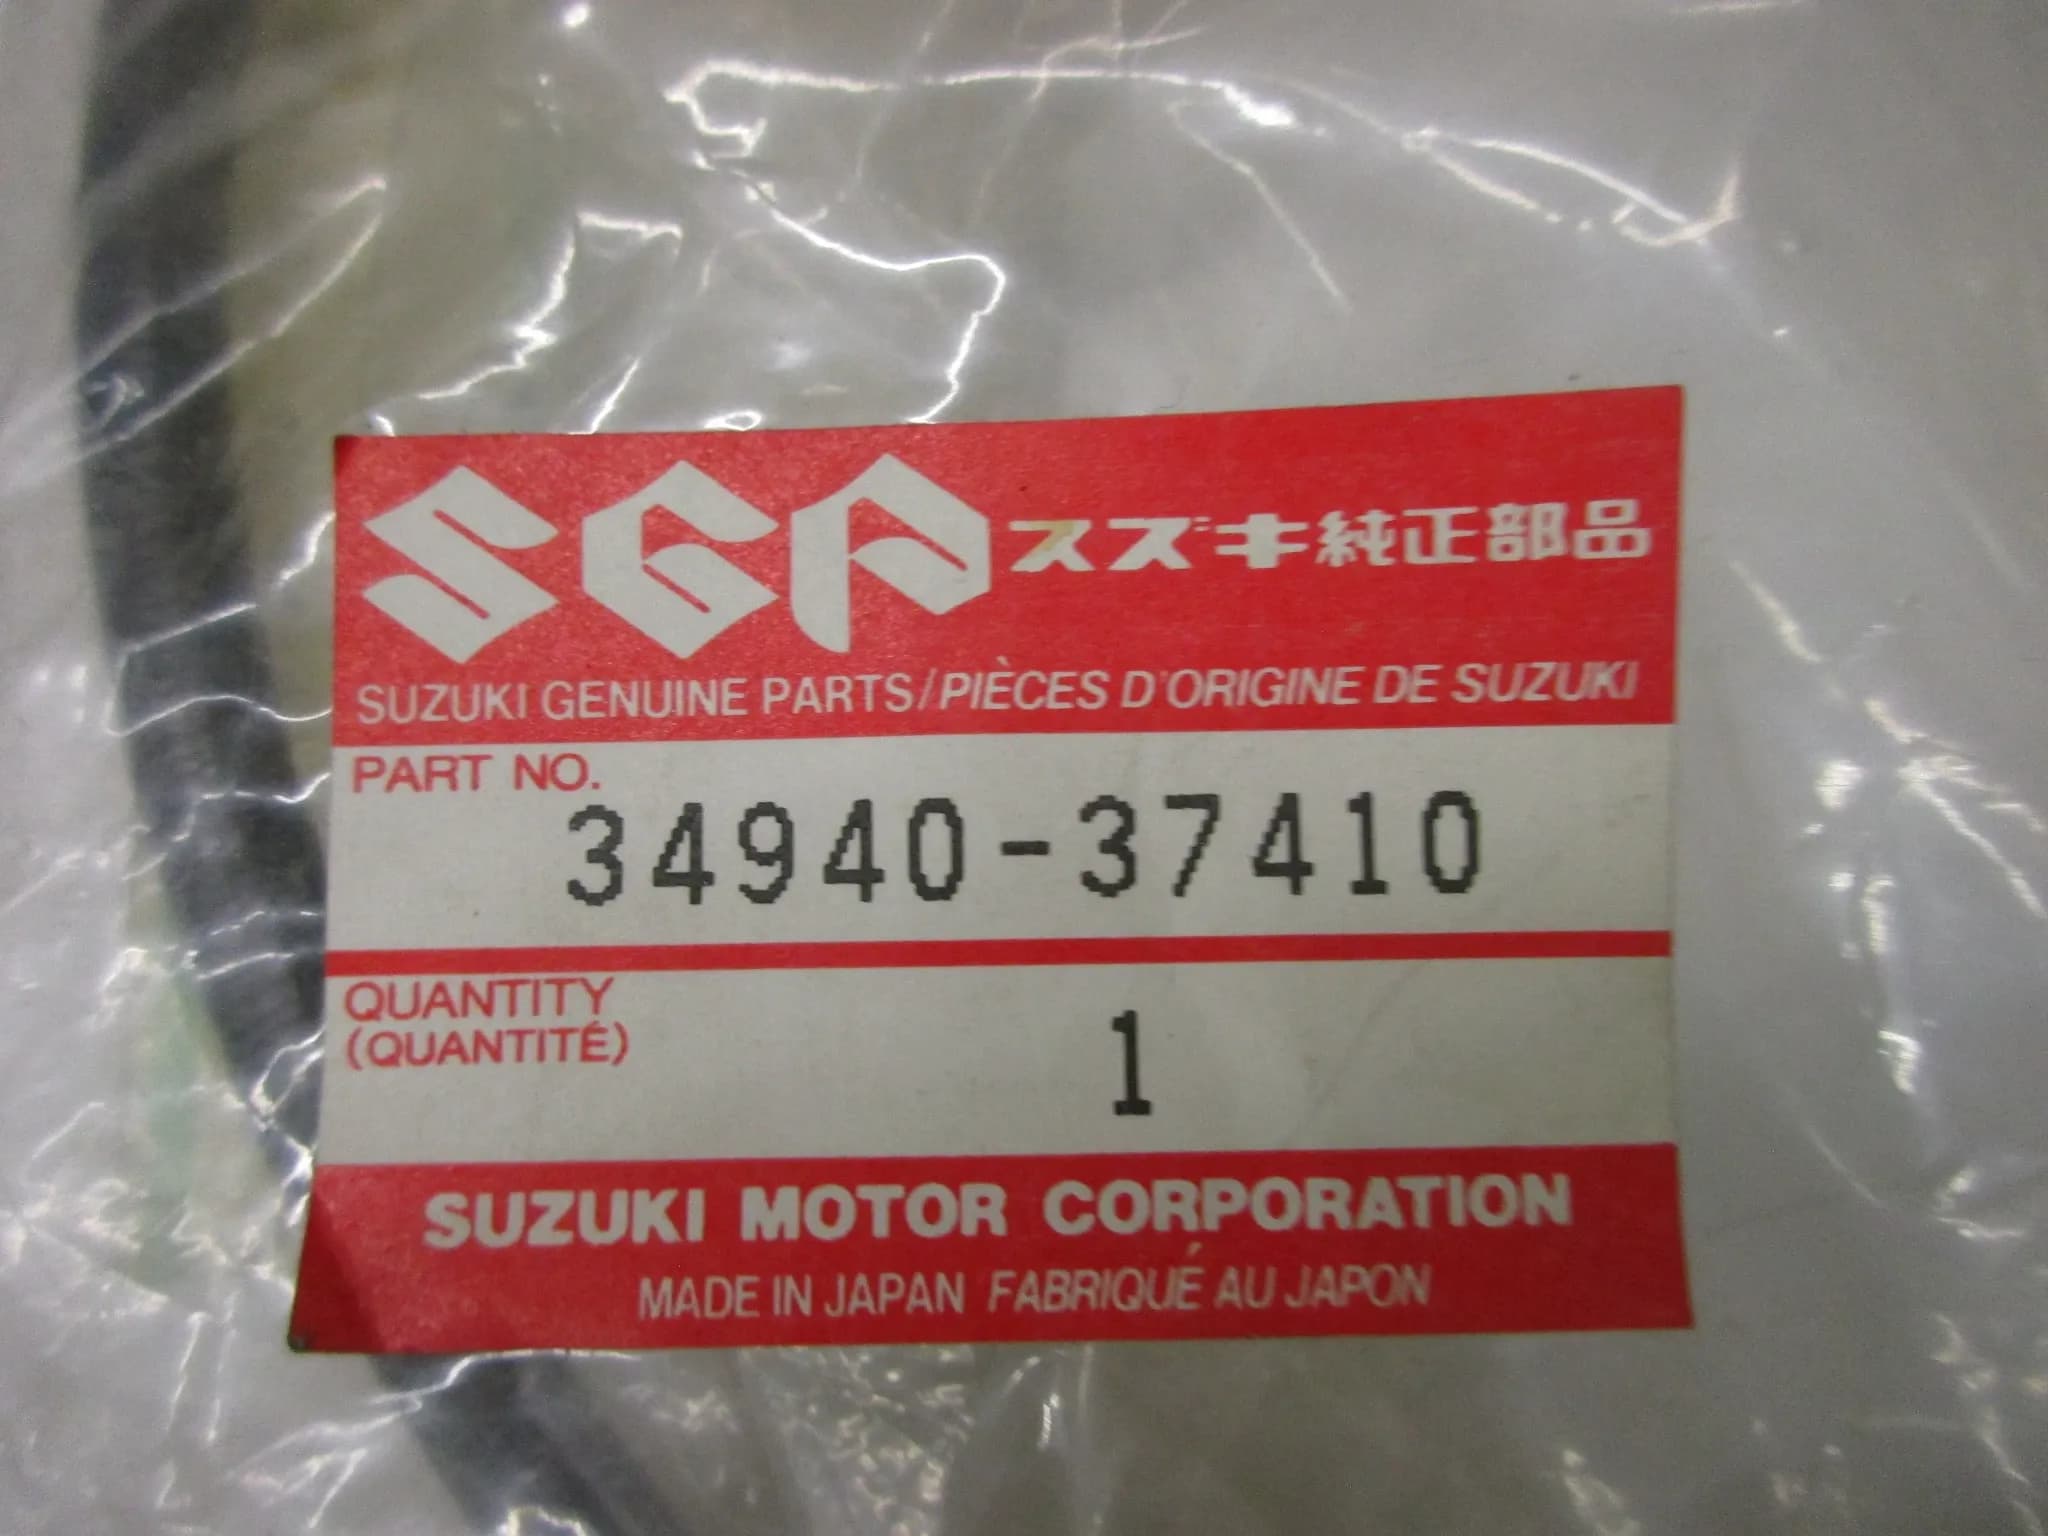 SGP スズキ純正部品
SUZUKI GENUINE PARTS/PIÈCES D'ORIGINE DE SUZUKI
PART NO.
34940-37410
QUANTITY
(QUANTITÉ)
1
SUZUKI MOTOR CORPORATION
MADE IN JAPAN FABRIQUÉ AU JAPON